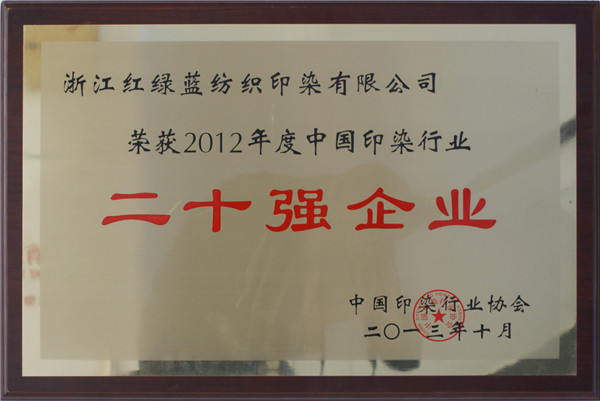 浙江红绿蓝纺织印染有限公司
荣获2012年度中国印染行业
二十强企业
中国印染行业协会
二〇一三年十月